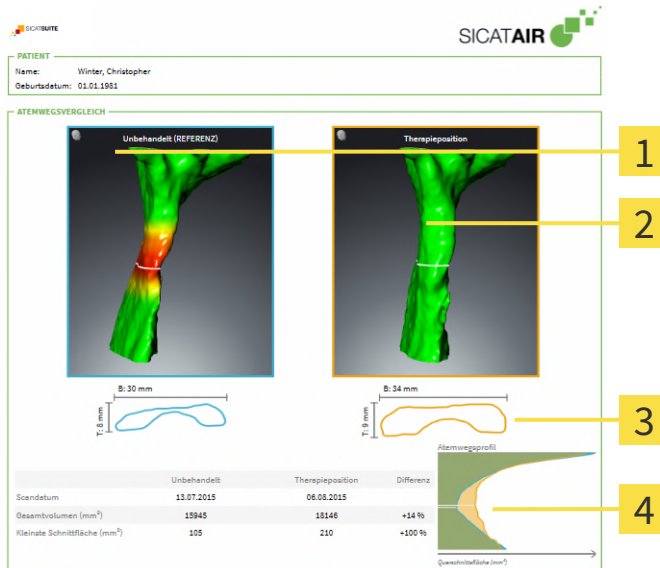 SICATSUITE
SICATAIR
PATIENT
Name: Winter, Christopher
Geburtsdatum: 01.01.1981
ATEMWEGSVERGLEICH
Unbehandelt (REFERENZ)
Therapieposition
1
2
B: 30 mm
T: 8 mm
B: 34 mm
T: 9 mm
3
Atemwegsprofil
Unbehandelt Therapieposition Differenz
Scandatum 13.07.2015 06.08.2015
Gesamtvolumen (mm³) 15945 18146 +14 %
Kleinste Schnittfläche (mm²) 105 210 +100 %
4
Querschnittsfläche (mm²)